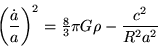 (ȧ/a)² = 8/3 πGρ − c²/(R²a²)